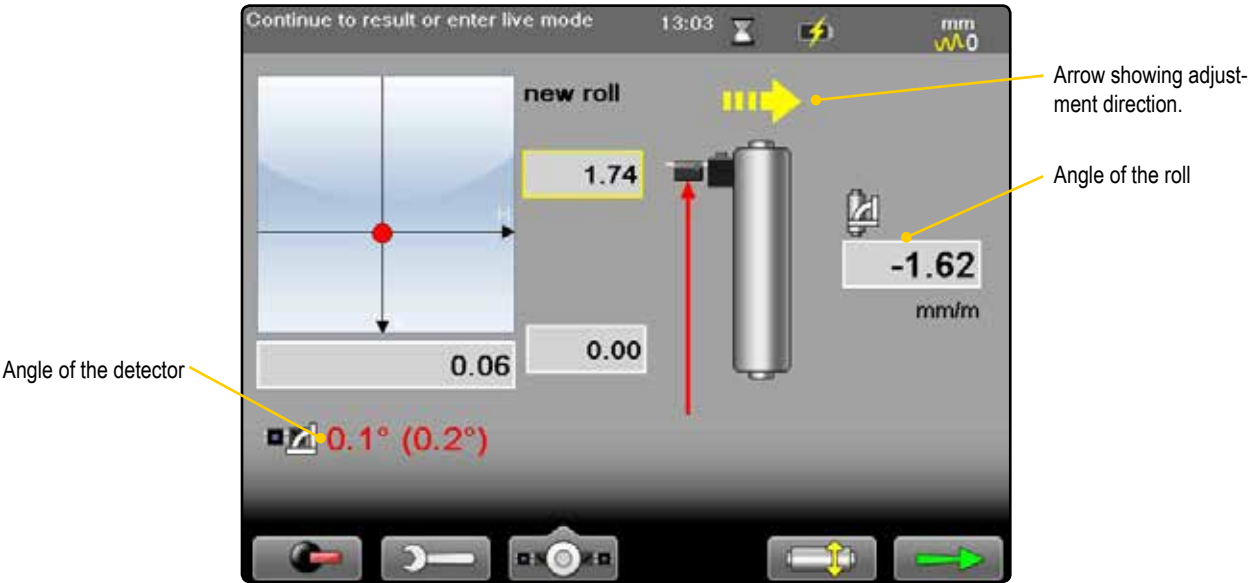 Continue to result or enter live mode
13:03
mm
0
new roll
1.74
H
-1.62
mm/m
0.00
0.06
0.1° (0.2°)
Arrow showing adjust-
ment direction.
Angle of the roll
Angle of the detector